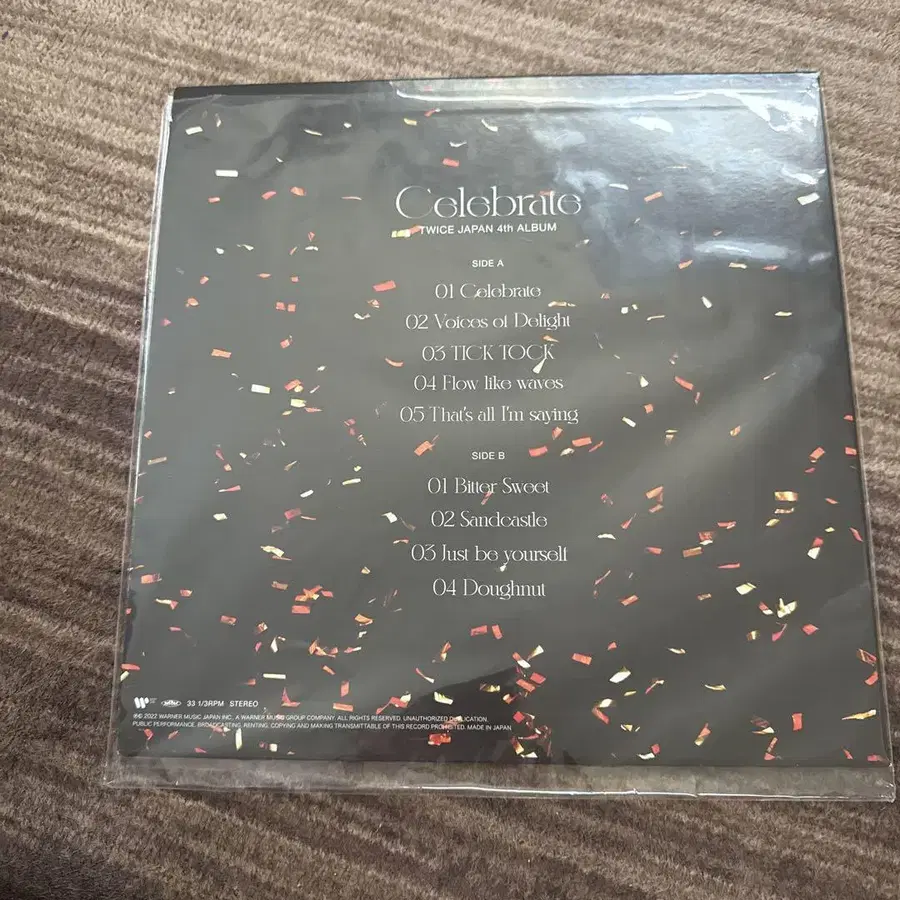 Celebrate
TWICE JAPAN 4th ALBUM
SIDE A
01 Celebrate
02 Voices of Delight
03 TICK TOCK
04 Flow like waves
05 That's all I'm saying
SIDE B
01 Bitter Sweet
02 Sandcastle
03 Just be yourself
04 Doughnut
33 1/3RPM STEREO
℗© 2022 WARNER MUSIC JAPAN INC., A WARNER MUSIC GROUP COMPANY. ALL RIGHTS RESERVED. UNAUTHORIZED DUPLICATION,
PUBLIC PERFORMANCE, BROADCASTING, RENTING, COPYING AND MAKING TRANSMITTABLE OF THIS RECORD PROHIBITED. MADE IN JAPAN